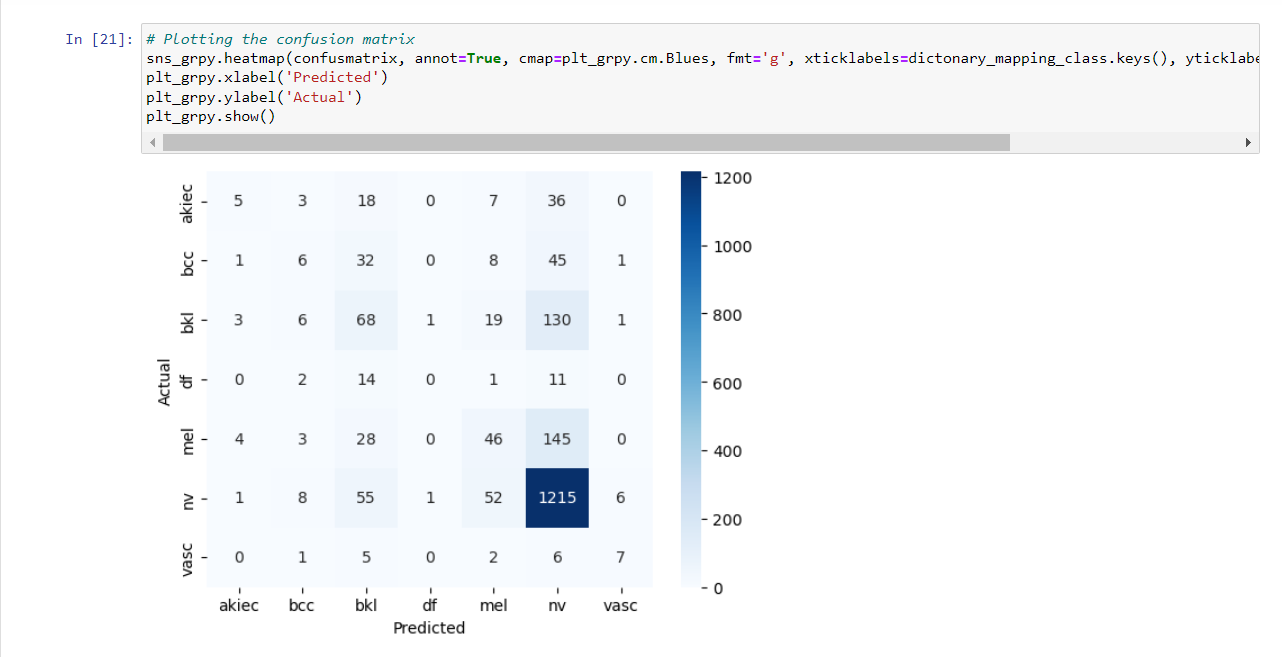 In [21]:
# Plotting the confusion matrix
sns_grpy.heatmap(confusmatrix, annot=True, cmap=plt_grpy.cm.Blues, fmt='g', xticklabels=dictonary_mapping_class.keys(), yticklabe
plt_grpy.xlabel('Predicted')
plt_grpy.ylabel('Actual')
plt_grpy.show()
akiec 5 3 18 0 7 36 0
bcc 1 6 32 0 8 45 1
bkl 3 6 68 1 19 130 1
df 0 2 14 0 1 11 0
mel 4 3 28 0 46 145 0
nv 1 8 55 1 52 1215 6
vasc 0 1 5 0 2 6 7
Actual
akiec bcc bkl df mel nv vasc
Predicted
1200
1000
800
600
400
200
0